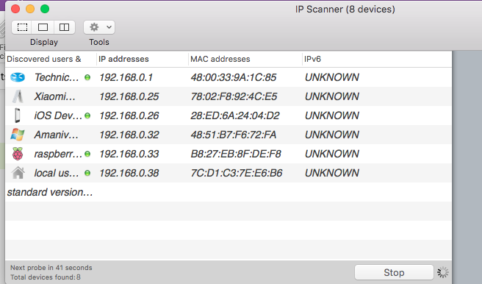 IP Scanner (8 devices)
Display Tools
Discovered users & IP addresses MAC addresses IPv6
Technic... 192.168.0.1 48:00:33:9A:1C:85 UNKNOWN
Xiaomi... 192.168.0.25 78:02:F8:92:4C:E5 UNKNOWN
iOS Dev... 192.168.0.26 28:ED:6A:24:04:D2 UNKNOWN
Amaniv... 192.168.0.32 48:51:B7:F6:72:FA UNKNOWN
raspberr... 192.168.0.33 B8:27:EB:8F:DE:F8 UNKNOWN
local us... 192.168.0.38 7C:D1:C3:7E:E6:B6 UNKNOWN
standard version...
Next probe in 41 seconds
Total devices found: 8
Stop